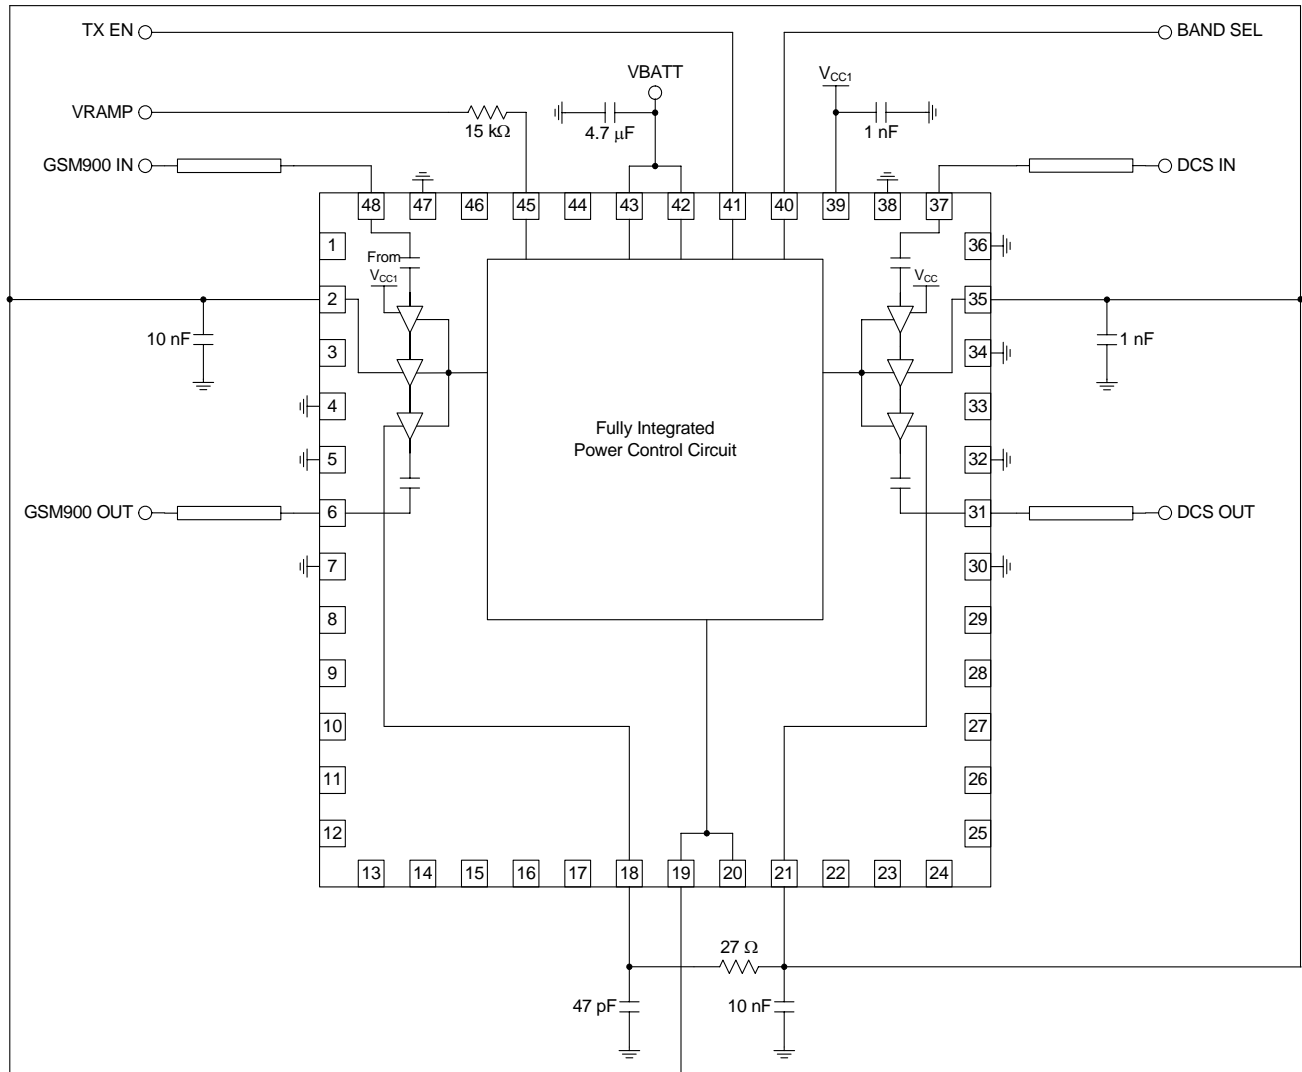 TX EN
BAND SEL
VBATT
VCC1
VRAMP
15 kΩ
4.7 μF
1 nF
GSM900 IN
DCS IN
48
47
46
45
44
43
42
41
40
39
38
37
1
36
From
VCC1
VCC
2
35
10 nF
1 nF
3
34
4
33
Fully Integrated
Power Control Circuit
5
32
GSM900 OUT
6
31
DCS OUT
7
30
8
29
9
28
10
27
11
26
12
25
13
14
15
16
17
18
19
20
21
22
23
24
27 Ω
47 pF
10 nF